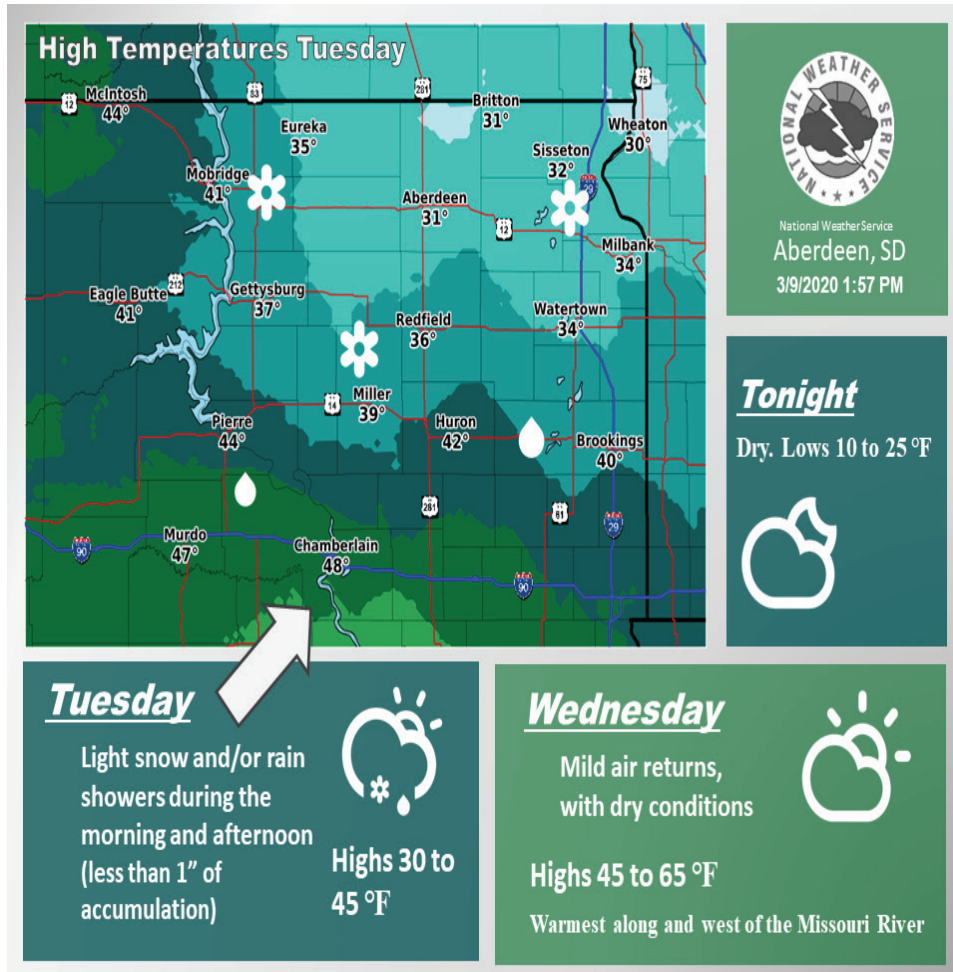 High Temperatures Tuesday
McIntosh
44°
12
83
281
75
Britton
31°
Wheaton
30°
Eureka
35°
Sisseton
32°
29
Mobridge
41°
Aberdeen
31°
12
Milbank
34°
Eagle Butte
41°
212
Gettysburg
37°
Redfield
36°
Watertown
34°
Miller
39°
14
Pierre
44°
Huron
42°
Brookings
40°
281
81
29
Murdo
47°
90
Chamberlain
48°
90
NATIONAL WEATHER SERVICE
National Weather Service
Aberdeen, SD
3/9/2020 1:57 PM
Tonight
Dry. Lows 10 to 25 °F
Tuesday
Light snow and/or rain
showers during the
morning and afternoon
(less than 1” of
accumulation)
Highs 30 to
45 °F
Wednesday
Mild air returns,
with dry conditions
Highs 45 to 65 °F
Warmest along and west of the Missouri River